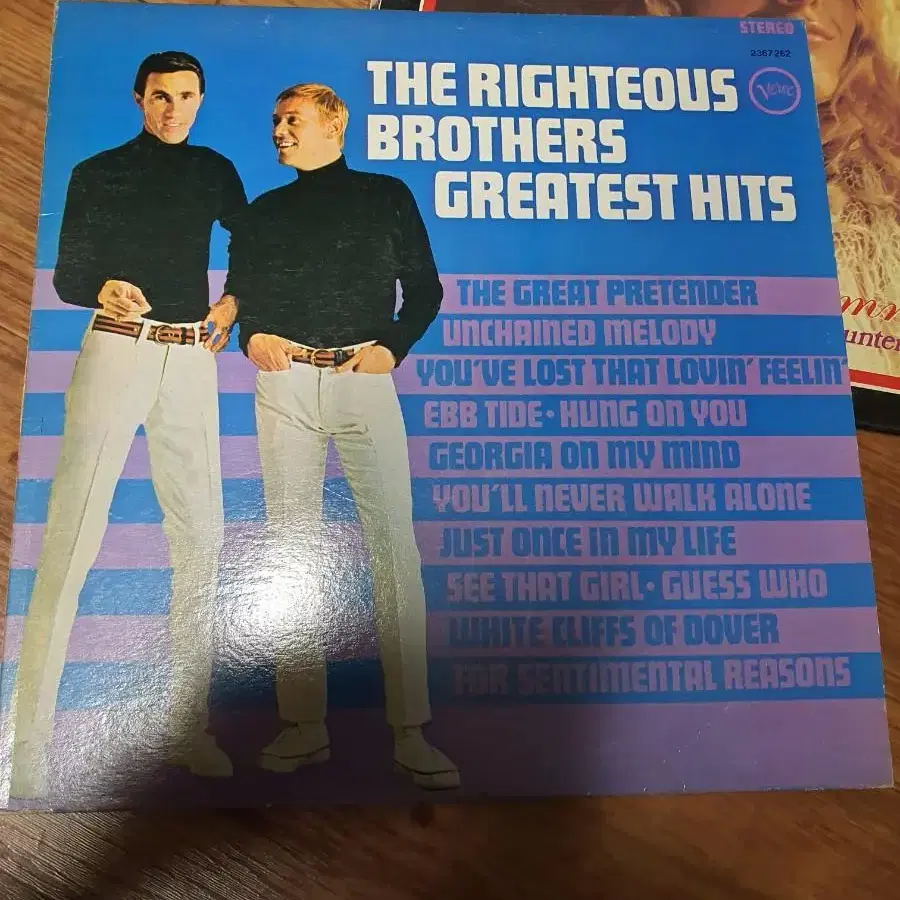 STEREO
2367 262
Verve
THE RIGHTEOUS
BROTHERS
GREATEST HITS
THE GREAT PRETENDER
UNCHAINED MELODY
YOU'VE LOST THAT LOVIN' FEELIN'
EBB TIDE • HUNG ON YOU
GEORGIA ON MY MIND
YOU'LL NEVER WALK ALONE
JUST ONCE IN MY LIFE
SEE THAT GIRL • GUESS WHO
WHITE CLIFFS OF DOVER
FOR SENTIMENTAL REASONS